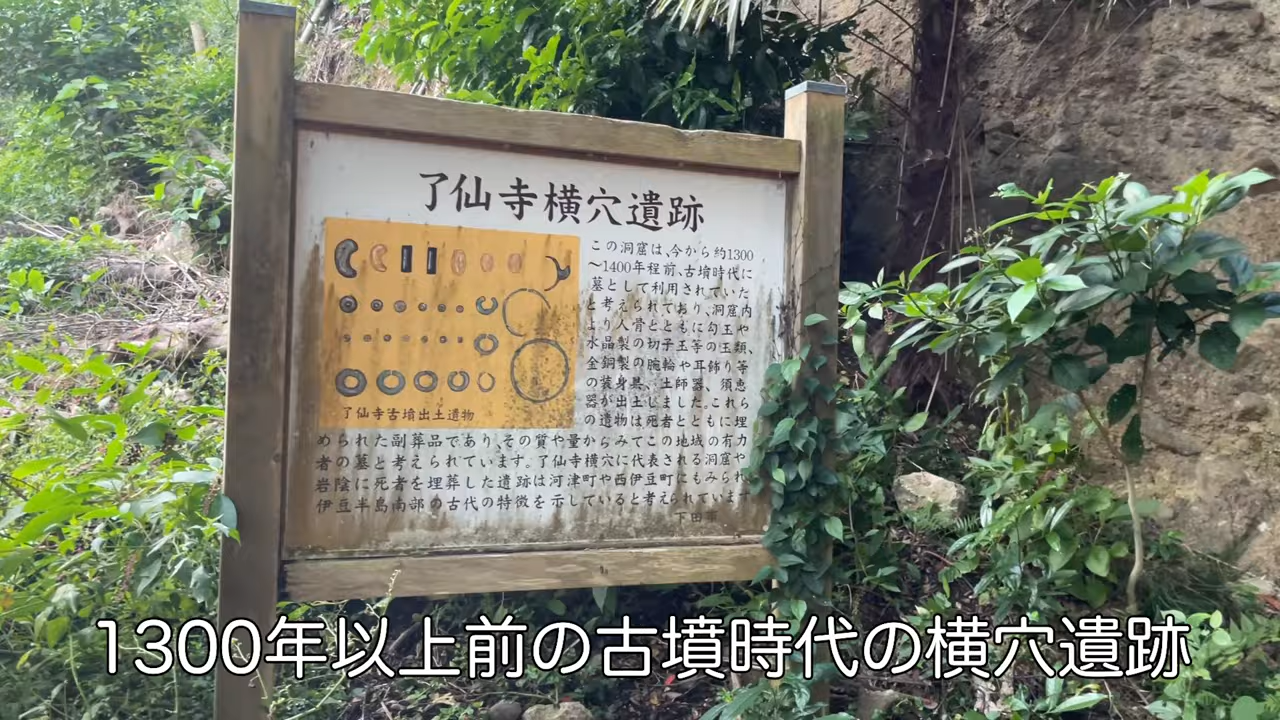 了仙寺横穴遺跡
この洞窟は、今から約1300
～1400年程前、古墳時代に
墓として利用されていた
と考えられており、洞窟内
より人骨とともに勾玉や
水晶製の切子玉等の玉類、
金銅製の腕輪や耳飾り等
の装身具、土師器、須恵
器が出土しました。これら
の遺物は死者とともに埋
められた副葬品であり、その質や量からみてこの地域の有力
者の墓と考えられています。了仙寺横穴に代表される洞窟や
岩陰に死者を埋葬した遺跡は河津町や西伊豆町にもみられ、
伊豆半島南部の古代の特徴を示していると考えられています
下田市
了仙寺古墳出土遺物
1300年以上前の古墳時代の横穴遺跡